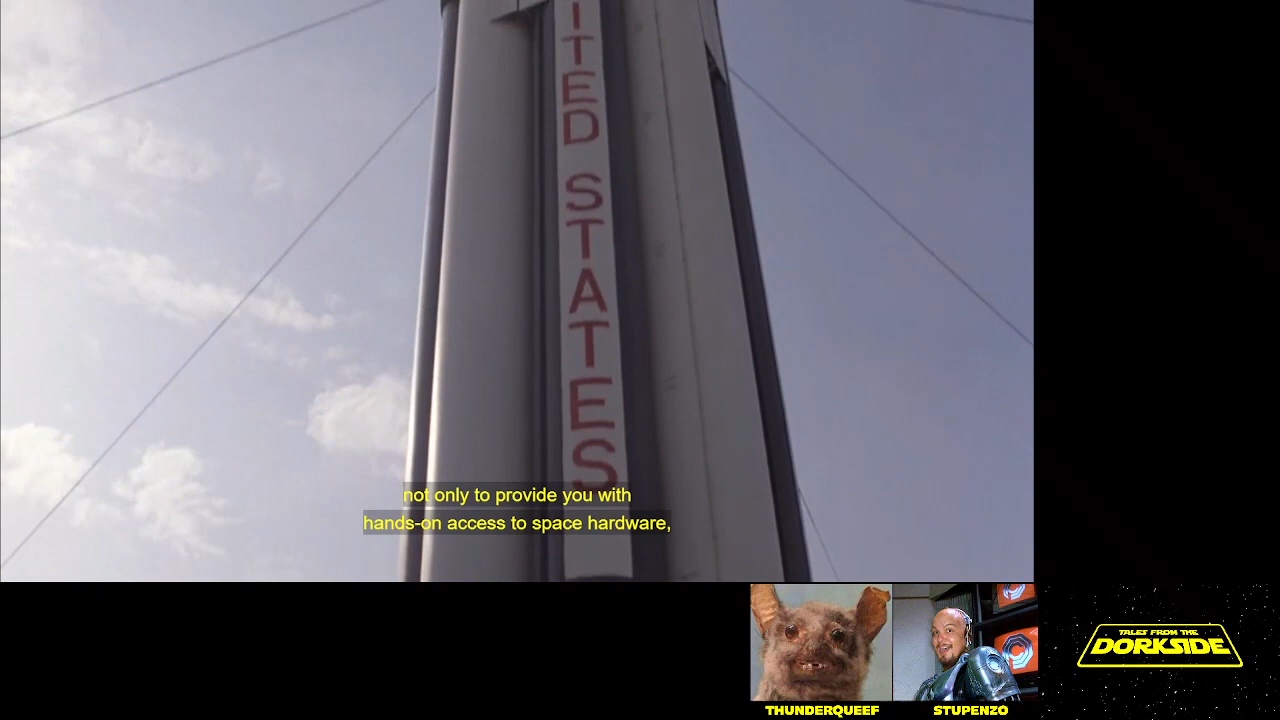 ITED STATES
not only to provide you with
hands-on access to space hardware,
THUNDERQUEEF
STUPENZO
TALES FROM THE
DORKSIDE